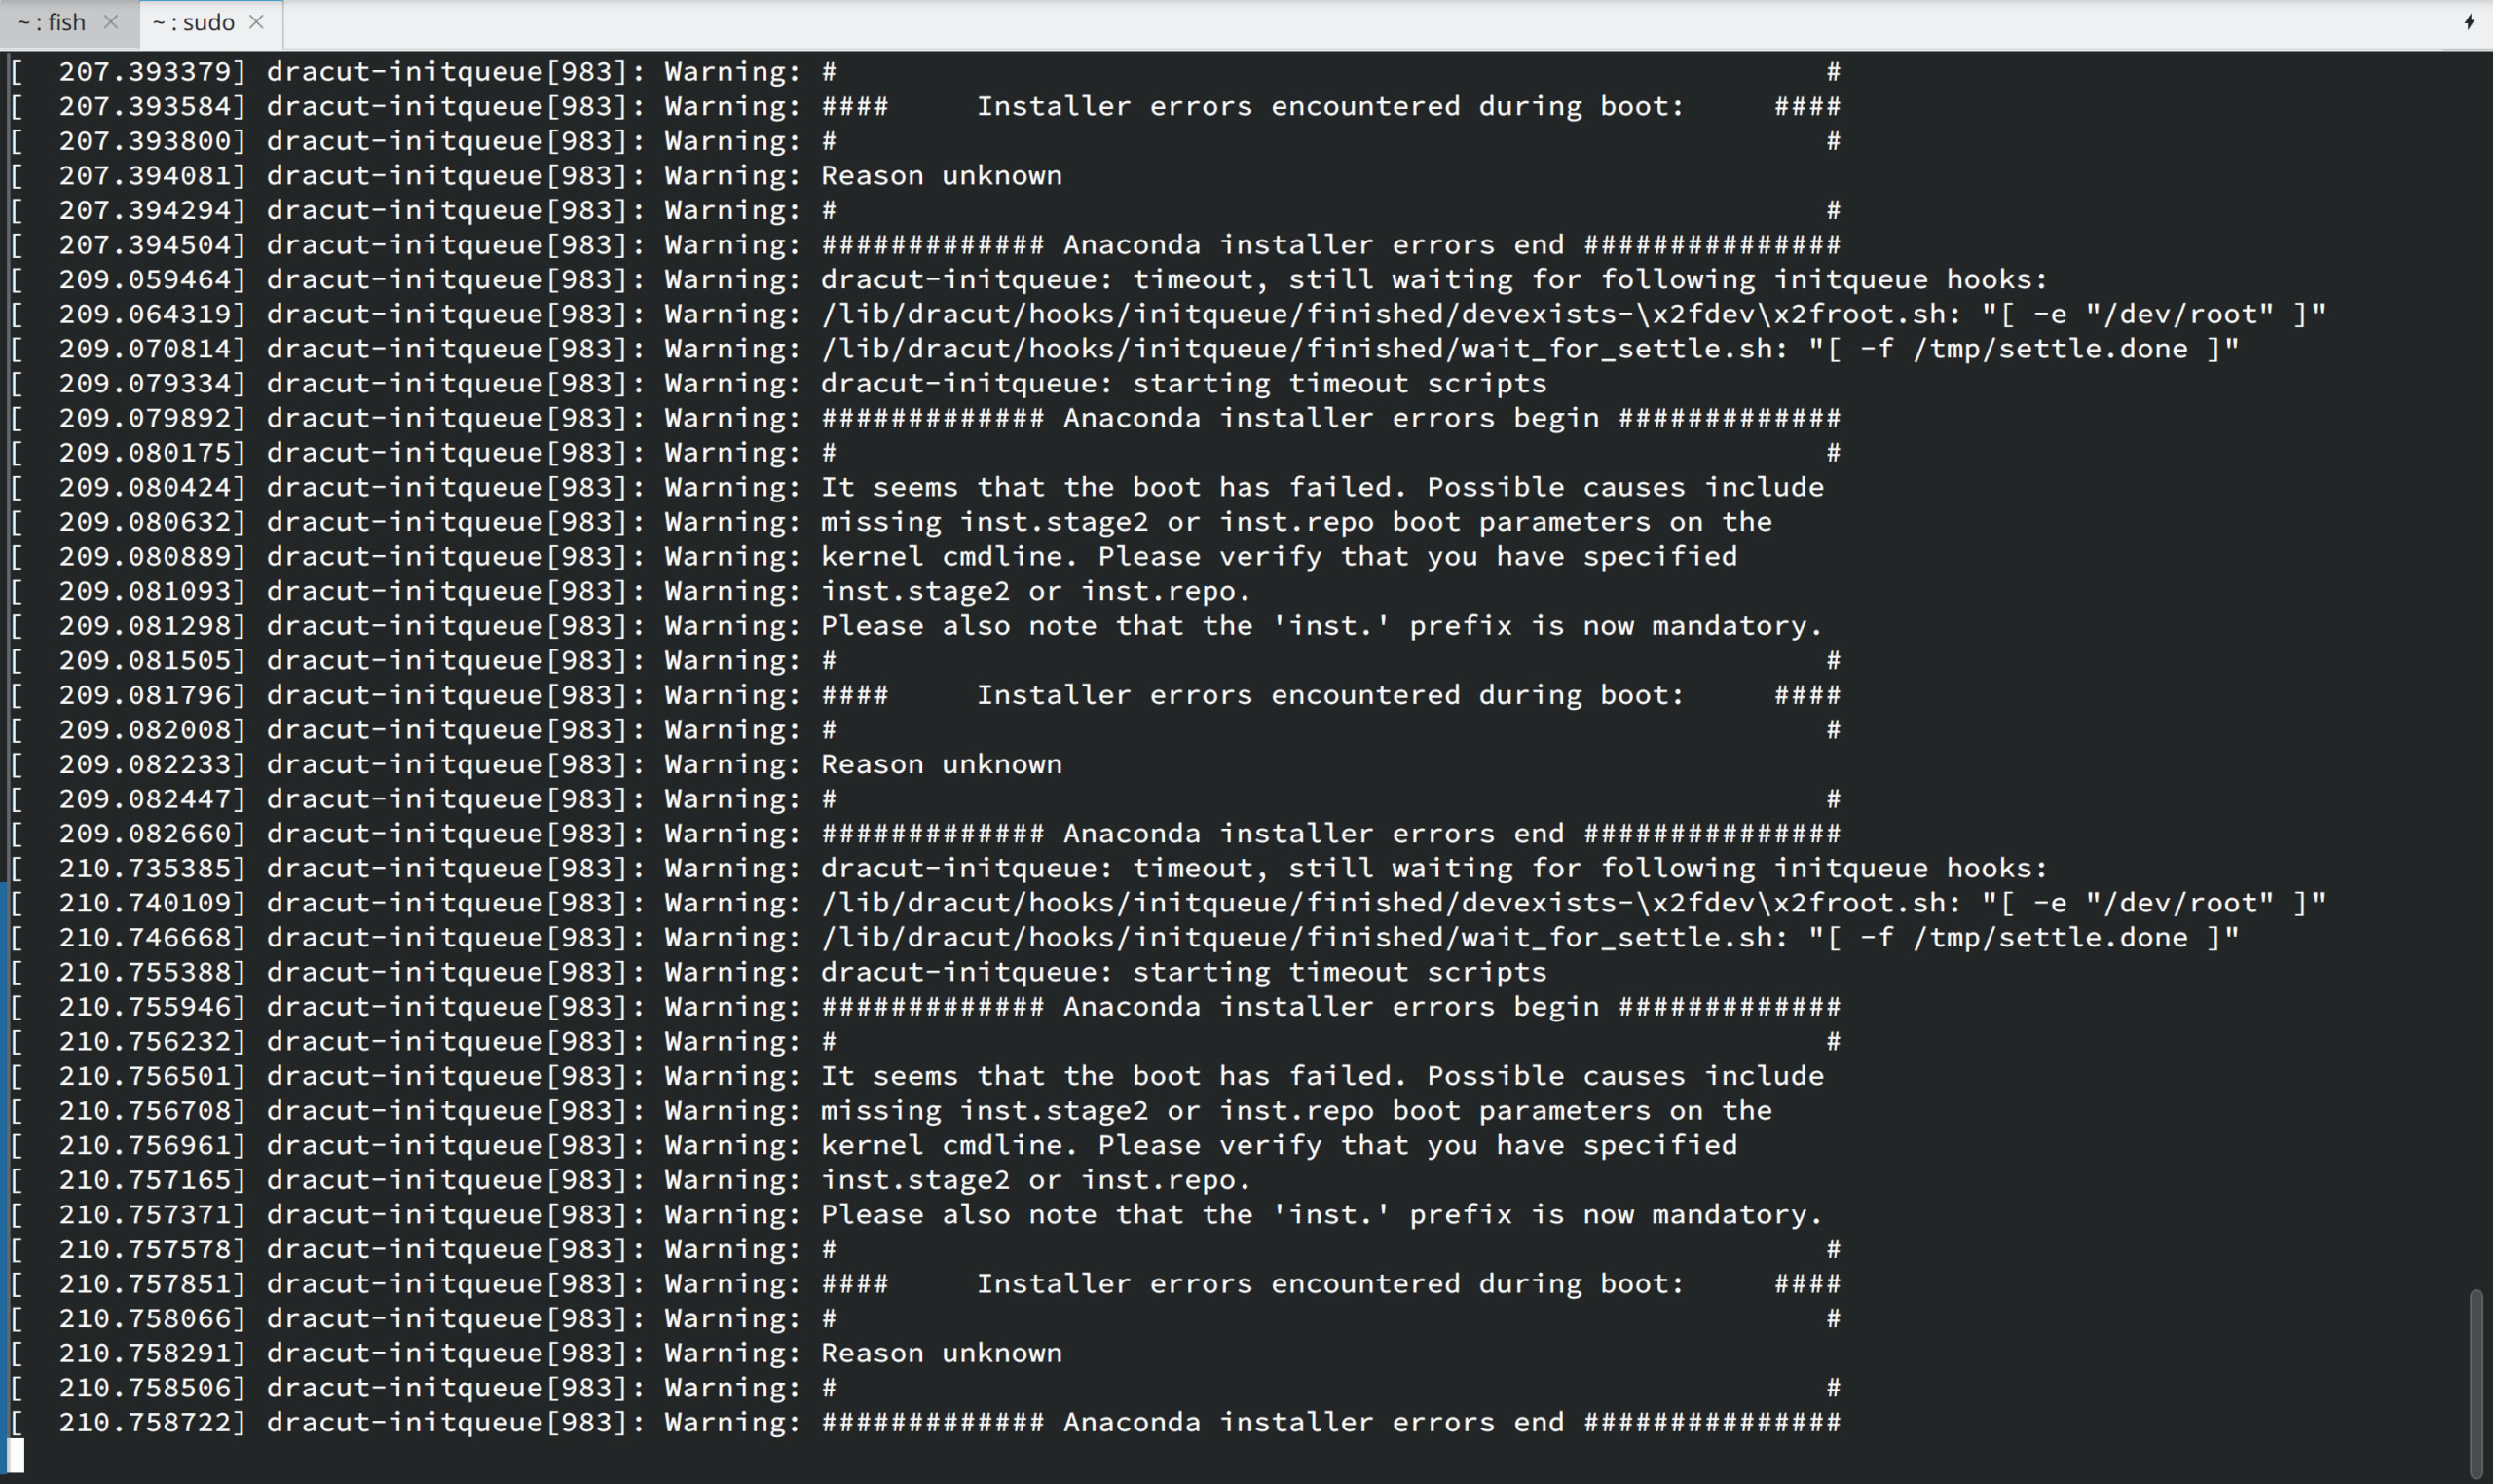 ~ : fish ×
~ : sudo ×
[  207.393379] dracut-initqueue[983]: Warning: #                                                         #
[  207.393584] dracut-initqueue[983]: Warning: ####     Installer errors encountered during boot:     ####
[  207.393800] dracut-initqueue[983]: Warning: #                                                         #
[  207.394081] dracut-initqueue[983]: Warning: Reason unknown
[  207.394294] dracut-initqueue[983]: Warning: #                                                         #
[  207.394504] dracut-initqueue[983]: Warning: ############# Anaconda installer errors end ###############
[  209.059464] dracut-initqueue[983]: Warning: dracut-initqueue: timeout, still waiting for following initqueue hooks:
[  209.064319] dracut-initqueue[983]: Warning: /lib/dracut/hooks/initqueue/finished/devexists-\x2fdev\x2froot.sh: "[ -e "/dev/root" ]"
[  209.070814] dracut-initqueue[983]: Warning: /lib/dracut/hooks/initqueue/finished/wait_for_settle.sh: "[ -f /tmp/settle.done ]"
[  209.079334] dracut-initqueue[983]: Warning: dracut-initqueue: starting timeout scripts
[  209.079892] dracut-initqueue[983]: Warning: ############# Anaconda installer errors begin #############
[  209.080175] dracut-initqueue[983]: Warning: #                                                         #
[  209.080424] dracut-initqueue[983]: Warning: It seems that the boot has failed. Possible causes include
[  209.080632] dracut-initqueue[983]: Warning: missing inst.stage2 or inst.repo boot parameters on the
[  209.080889] dracut-initqueue[983]: Warning: kernel cmdline. Please verify that you have specified
[  209.081093] dracut-initqueue[983]: Warning: inst.stage2 or inst.repo.
[  209.081298] dracut-initqueue[983]: Warning: Please also note that the 'inst.' prefix is now mandatory.
[  209.081505] dracut-initqueue[983]: Warning: #                                                         #
[  209.081796] dracut-initqueue[983]: Warning: ####     Installer errors encountered during boot:     ####
[  209.082008] dracut-initqueue[983]: Warning: #                                                         #
[  209.082233] dracut-initqueue[983]: Warning: Reason unknown
[  209.082447] dracut-initqueue[983]: Warning: #                                                         #
[  209.082660] dracut-initqueue[983]: Warning: ############# Anaconda installer errors end ###############
[  210.735385] dracut-initqueue[983]: Warning: dracut-initqueue: timeout, still waiting for following initqueue hooks:
[  210.740109] dracut-initqueue[983]: Warning: /lib/dracut/hooks/initqueue/finished/devexists-\x2fdev\x2froot.sh: "[ -e "/dev/root" ]"
[  210.746668] dracut-initqueue[983]: Warning: /lib/dracut/hooks/initqueue/finished/wait_for_settle.sh: "[ -f /tmp/settle.done ]"
[  210.755388] dracut-initqueue[983]: Warning: dracut-initqueue: starting timeout scripts
[  210.755946] dracut-initqueue[983]: Warning: ############# Anaconda installer errors begin #############
[  210.756232] dracut-initqueue[983]: Warning: #                                                         #
[  210.756501] dracut-initqueue[983]: Warning: It seems that the boot has failed. Possible causes include
[  210.756708] dracut-initqueue[983]: Warning: missing inst.stage2 or inst.repo boot parameters on the
[  210.756961] dracut-initqueue[983]: Warning: kernel cmdline. Please verify that you have specified
[  210.757165] dracut-initqueue[983]: Warning: inst.stage2 or inst.repo.
[  210.757371] dracut-initqueue[983]: Warning: Please also note that the 'inst.' prefix is now mandatory.
[  210.757578] dracut-initqueue[983]: Warning: #                                                         #
[  210.757851] dracut-initqueue[983]: Warning: ####     Installer errors encountered during boot:     ####
[  210.758066] dracut-initqueue[983]: Warning: #                                                         #
[  210.758291] dracut-initqueue[983]: Warning: Reason unknown
[  210.758506] dracut-initqueue[983]: Warning: #                                                         #
[  210.758722] dracut-initqueue[983]: Warning: ############# Anaconda installer errors end ###############